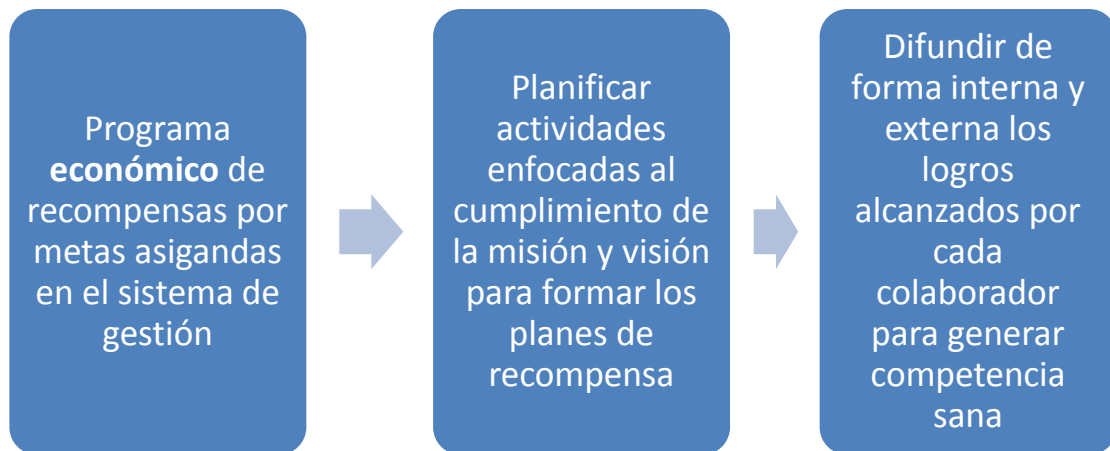 Programa
económico de
recompensas por
metas asigandas
en el sistema de
gestión
Planificar
actividades
enfocadas al
cumplimiento de
la misión y visión
para formar los
planes de
recompensa
Difundir de
forma interna y
externa los
logros
alcanzados por
cada
colaborador
para generar
competencia
sana